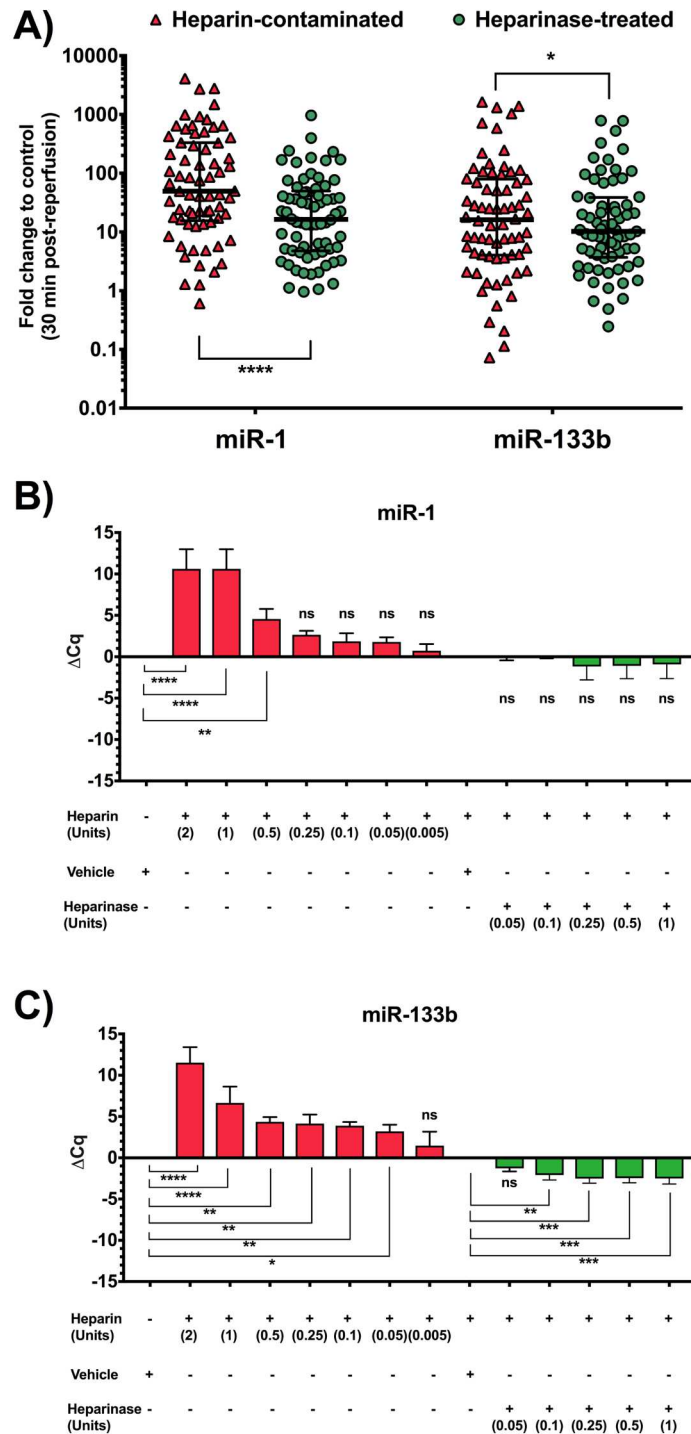 A)
Heparin-contaminated Heparinase-treated
*
10000
1000
100
10
1
0.1
0.01
Fold change to control
(30 min post-reperfusion)
****
miR-1 miR-133b
B)
miR-1
15
10
5
0
-5
-10
-15
ΔCq
ns ns ns ns
****
****
**
ns ns ns ns ns
Heparin - + + + + + + + + + + + + +
(Units) (2) (1) (0.5) (0.25) (0.1) (0.05) (0.005)
Vehicle + - - - - - - - + - - - - -
Heparinase - - - - - - - - - + + + + +
(Units) (0.05) (0.1) (0.25) (0.5) (1)
C)
miR-133b
15
10
5
0
-5
-10
-15
ΔCq
ns
****
****
**
**
**
*
ns
**
***
***
***
Heparin - + + + + + + + + + + + + +
(Units) (2) (1) (0.5) (0.25) (0.1) (0.05) (0.005)
Vehicle + - - - - - - - + - - - - -
Heparinase - - - - - - - - - + + + + +
(Units) (0.05) (0.1) (0.25) (0.5) (1)